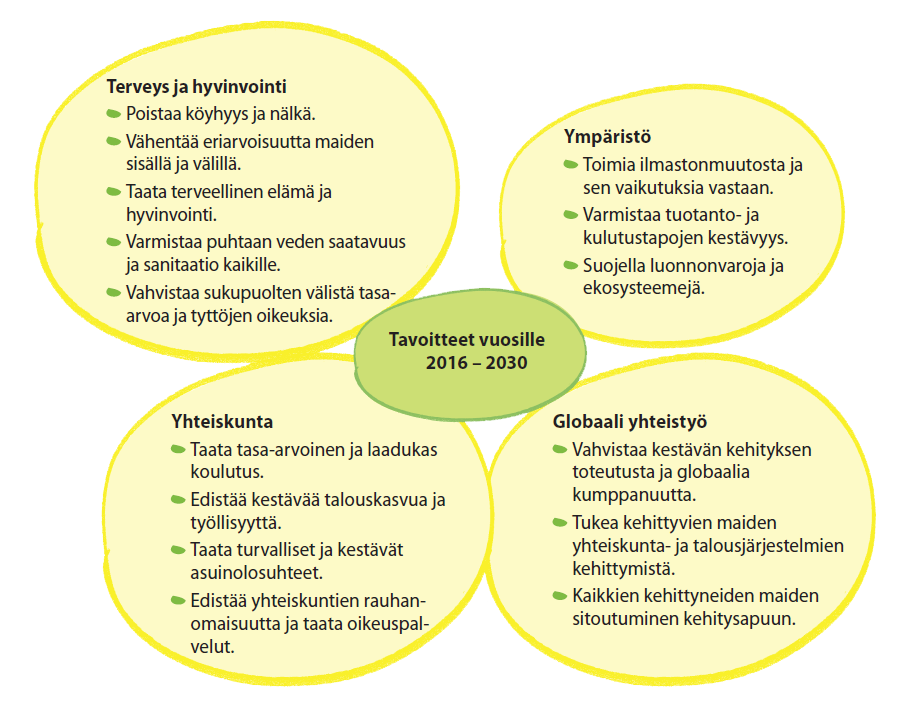 Terveys ja hyvinvointi
Poistaa köyhyys ja nälkä.
Vähentää eriarvoisuutta maiden
sisällä ja välillä.
Taata terveellinen elämä ja
hyvinvointi.
Varmistaa puhtaan veden saatavuus
ja sanitaatio kaikille.
Vahvistaa sukupuolten välistä tasa-
arvoa ja tyttöjen oikeuksia.
Ympäristö
Toimia ilmastonmuutosta ja
sen vaikutuksia vastaan.
Varmistaa tuotanto- ja
kulutustapojen kestävyys.
Suojella luonnonvaroja ja
ekosysteemejä.
Tavoitteet vuosille
2016 – 2030
Yhteiskunta
Taata tasa-arvoinen ja laadukas
koulutus.
Edistää kestävää talouskasvua ja
työllisyyttä.
Taata turvalliset ja kestävät
asuinolosuhteet.
Edistää yhteiskuntien rauhan-
omaisuutta ja taata oikeuspal-
velut.
Globaali yhteistyö
Vahvistaa kestävän kehityksen
toteutusta ja globaalia
kumppanuutta.
Tukea kehittyvien maiden
yhteiskunta- ja talousjärjestelmien
kehittymistä.
Kaikkien kehittyneiden maiden
sitoutuminen kehitysapuun.